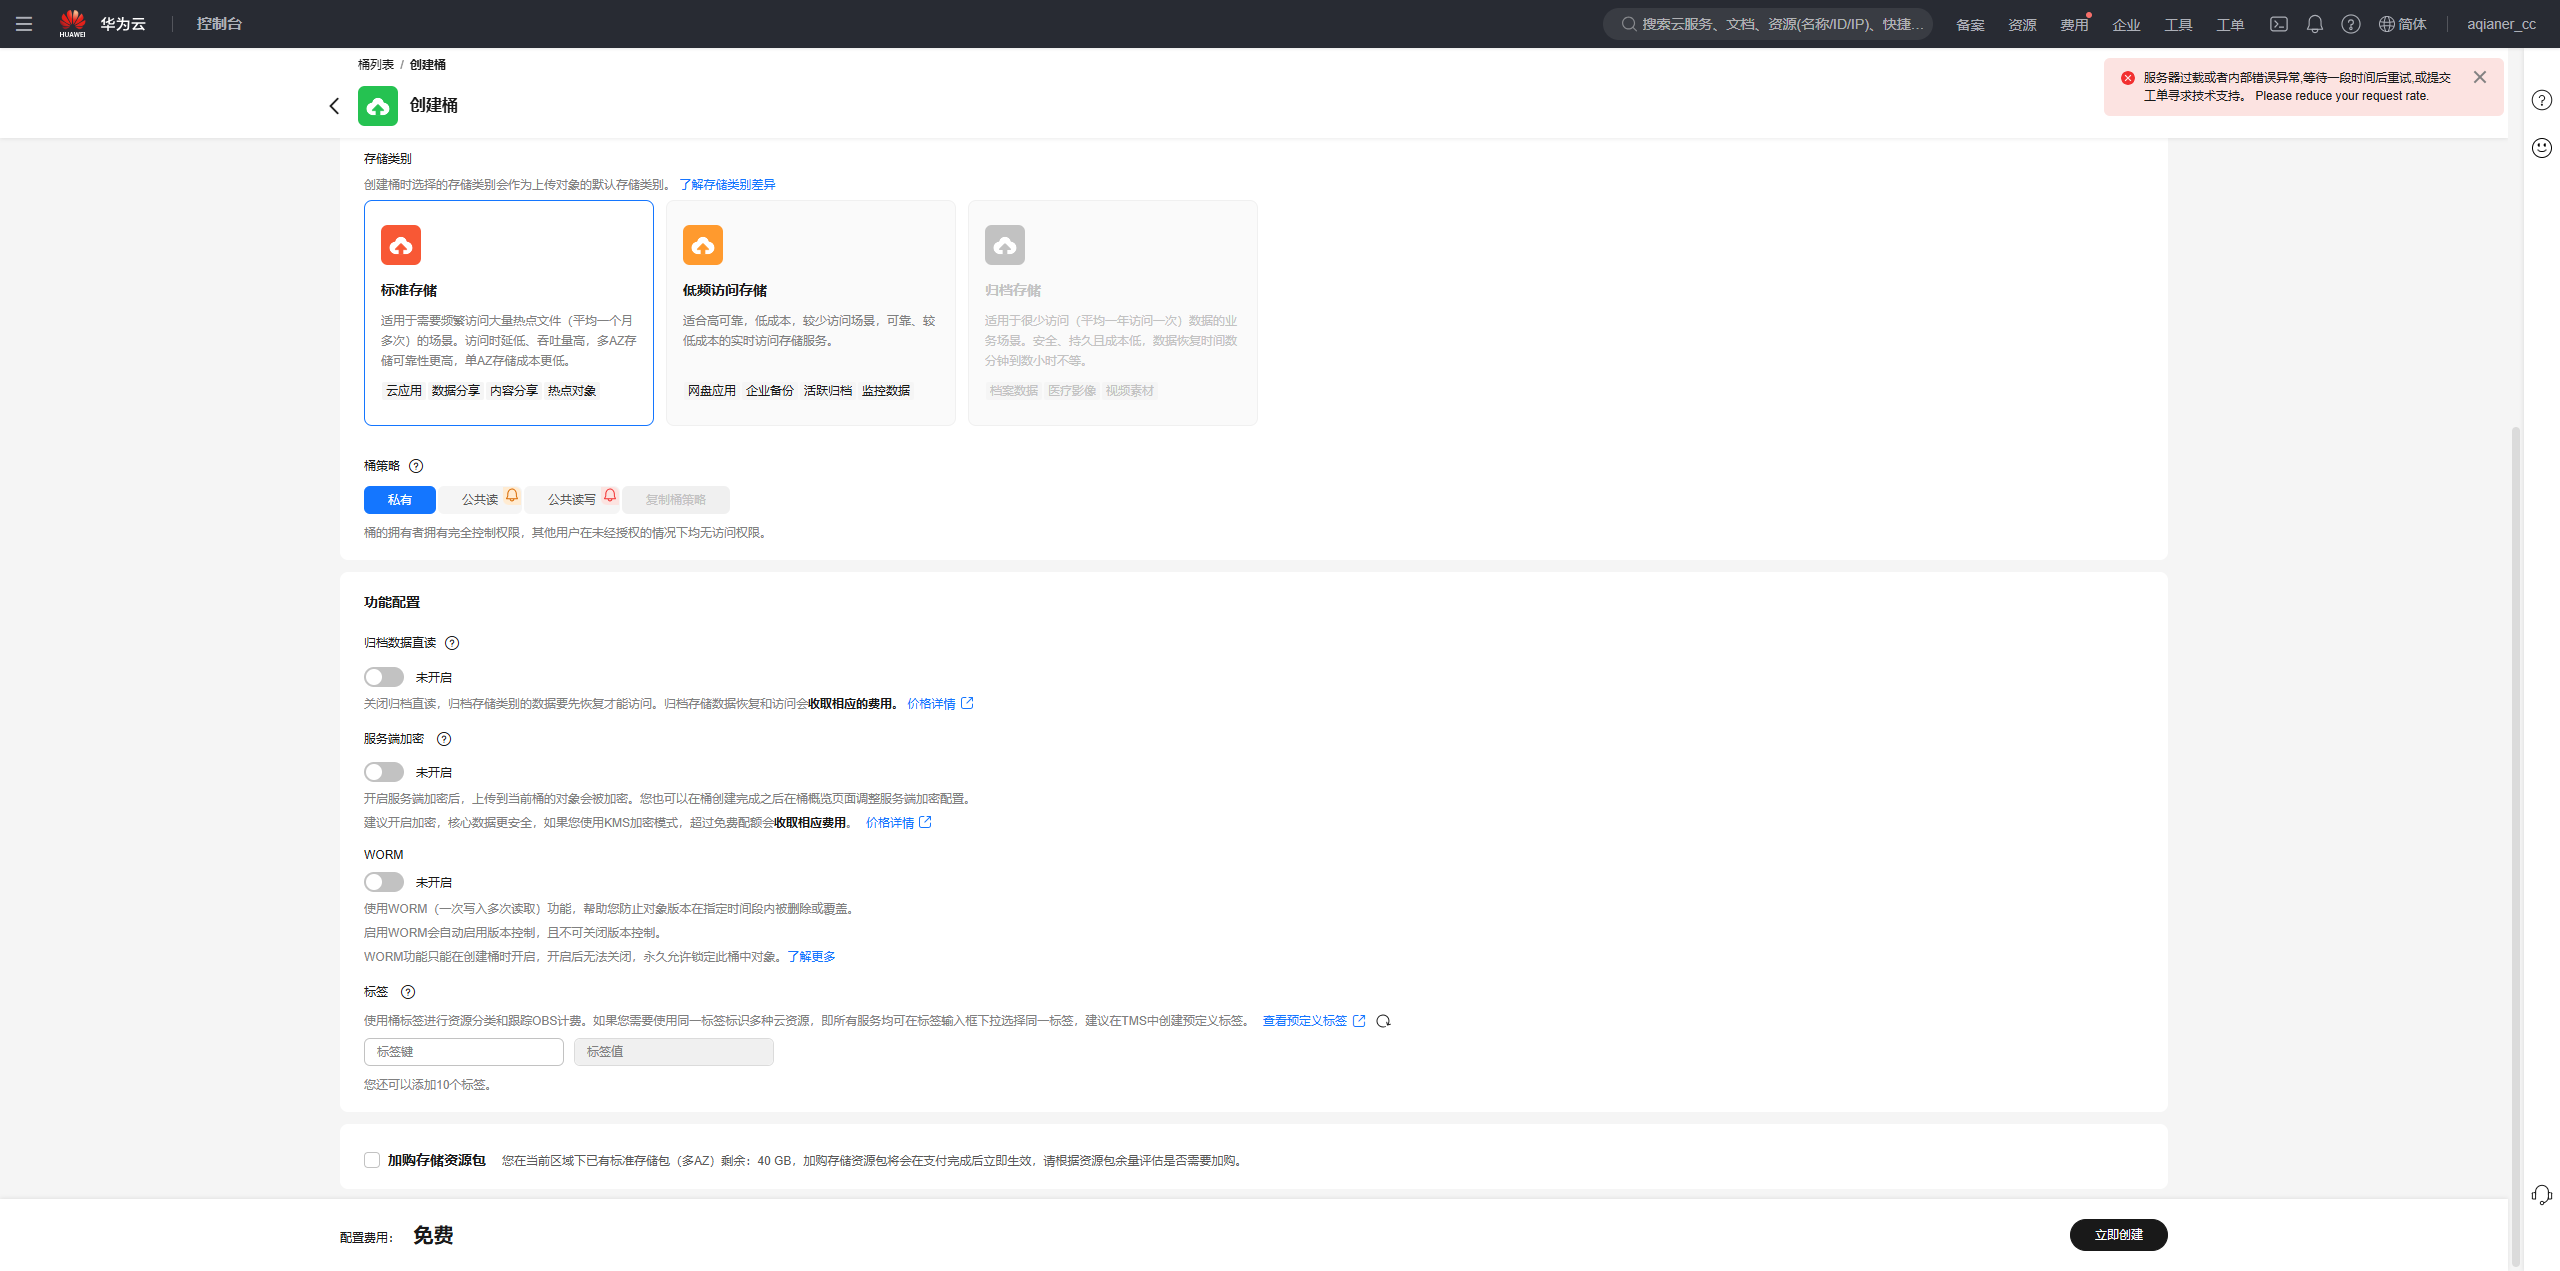 HUAWEI
华为云
控制台
搜索云服务、文档、资源(名称/ID/IP)、快捷...
备案
资源
费用
企业
工具
工单
简体
aqianer_cc
桶列表 / 创建桶
创建桶
服务器过载或者内部错误异常,等待一段时间后重试,或提交
工单寻求技术支持。 Please reduce your request rate.
存储类别
创建桶时选择的存储类别会作为上传对象的默认存储类别。 了解存储类别差异
标准存储
适用于需要频繁访问大量热点文件（平均一个月
多次）的场景。访问时延低、吞吐量高，多AZ存
储可靠性更高，单AZ存储成本更低。
云应用 数据分享 内容分享 热点对象
低频访问存储
适合高可靠，低成本，较少访问场景，可靠、较
低成本的实时访问存储服务。
网盘应用 企业备份 活跃归档 监控数据
归档存储
适用于很少访问（平均一年访问一次）数据的业
务场景。安全、持久且成本低，数据恢复时间数
分钟到数小时不等。
档案数据 医疗影像 视频素材
桶策略
私有
公共读
公共读写
复制桶策略
桶的拥有者拥有完全控制权限，其他用户在未经授权的情况下均无访问权限。
功能配置
归档数据直读
未开启
关闭归档直读，归档存储类别的数据要先恢复才能访问。归档存储数据恢复和访问会收取相应的费用。 价格详情
服务端加密
未开启
开启服务端加密后，上传到当前桶的对象会被加密。您也可以在桶创建完成之后在桶概览页面调整服务端加密配置。
建议开启加密，核心数据更安全，如果您使用KMS加密模式，超过免费配额会收取相应费用。 价格详情
WORM
未开启
使用WORM（一次写入多次读取）功能，帮助您防止对象版本在指定时间段内被删除或覆盖。
启用WORM会自动启用版本控制，且不可关闭版本控制。
WORM功能只能在创建桶时开启，开启后无法关闭，永久允许锁定此桶中对象。了解更多
标签
使用桶标签进行资源分类和跟踪OBS计费。如果您需要使用同一标签标识多种云资源，即所有服务均可在标签输入框下拉选择同一标签，建议在TMS中创建预定义标签。 查看预定义标签
标签键
标签值
您还可以添加10个标签。
加购存储资源包 您在当前区域下已有标准存储包（多AZ）剩余：40 GB，加购存储资源包将会在支付完成后立即生效，请根据资源包余量评估是否需要加购。
配置费用： 免费
立即创建